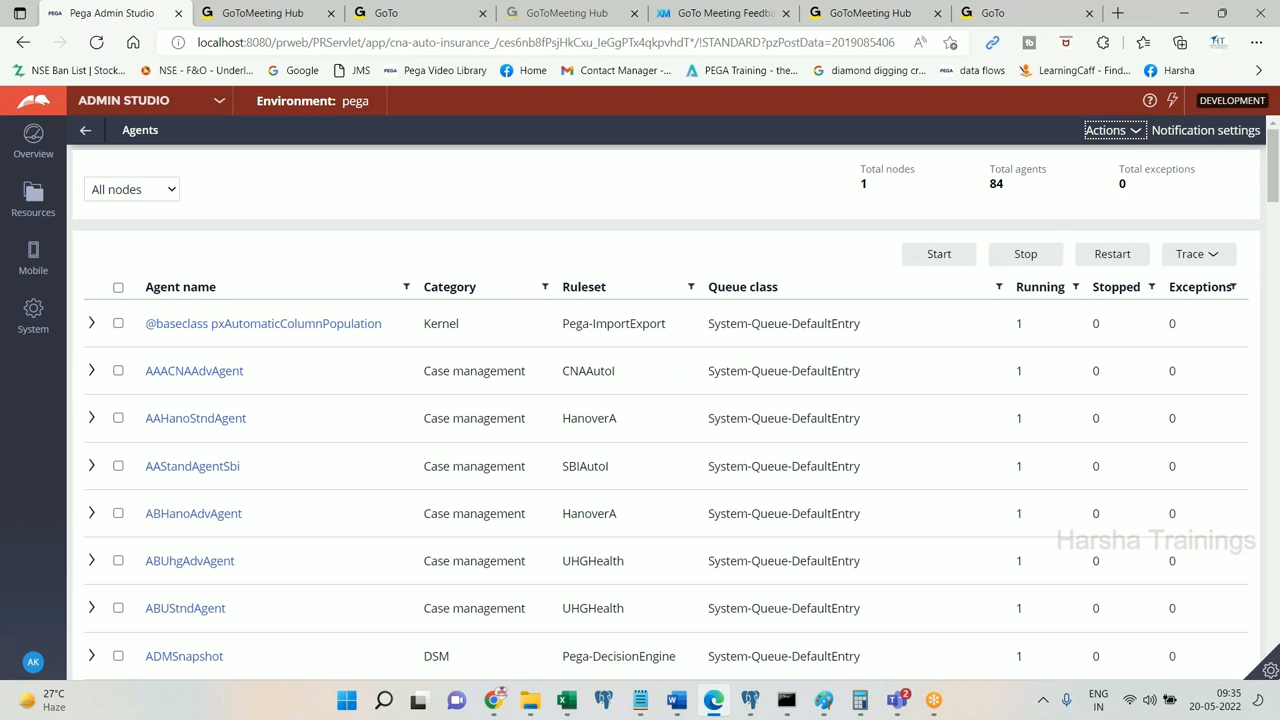 PEGA Pega Admin Studio
GoToMeeting Hub
GoTo
GoToMeeting Hub
XM GoTo Meeting Feedba
GoToMeeting Hub
GoTo
localhost:8080/prweb/PRServlet/app/cna-auto-insurance_/ces6nb8fPsjHkCxu_IeGgPTx4qkpvhdT*/!STANDARD?pzPostData=2019085406
NSE Ban List | Stock...
NSE - F&O - Underl...
Google
JMS
PEGA Pega Video Library
Home
Contact Manager -...
PEGA Training - the...
diamond digging cr...
PEGA data flows
LearningCaff - Find...
Harsha
ADMIN STUDIO
Environment: pega
DEVELOPMENT
Agents
Actions
Notification settings
Overview
Resources
Mobile
System
AK
All nodes
Total nodes
1
Total agents
84
Total exceptions
0
Start
Stop
Restart
Trace
Agent name Category Ruleset Queue class Running Stopped Exceptions
@baseclass pxAutomaticColumnPopulation Kernel Pega-ImportExport System-Queue-DefaultEntry 1 0 0
AAACNAAdvAgent Case management CNAAutoI System-Queue-DefaultEntry 1 0 0
AAHanoStndAgent Case management HanoverA System-Queue-DefaultEntry 1 0 0
AAStandAgentSbi Case management SBIAutoI System-Queue-DefaultEntry 1 0 0
ABHanoAdvAgent Case management HanoverA System-Queue-DefaultEntry 1 0 0
ABUhgAdvAgent Case management UHGHealth System-Queue-DefaultEntry 1 0 0
ABUStndAgent Case management UHGHealth System-Queue-DefaultEntry 1 0 0
ADMSnapshot DSM Pega-DecisionEngine System-Queue-DefaultEntry 1 0 0
Harsha Trainings
27°C
Haze
2
ENG
IN
09:35
20-05-2022